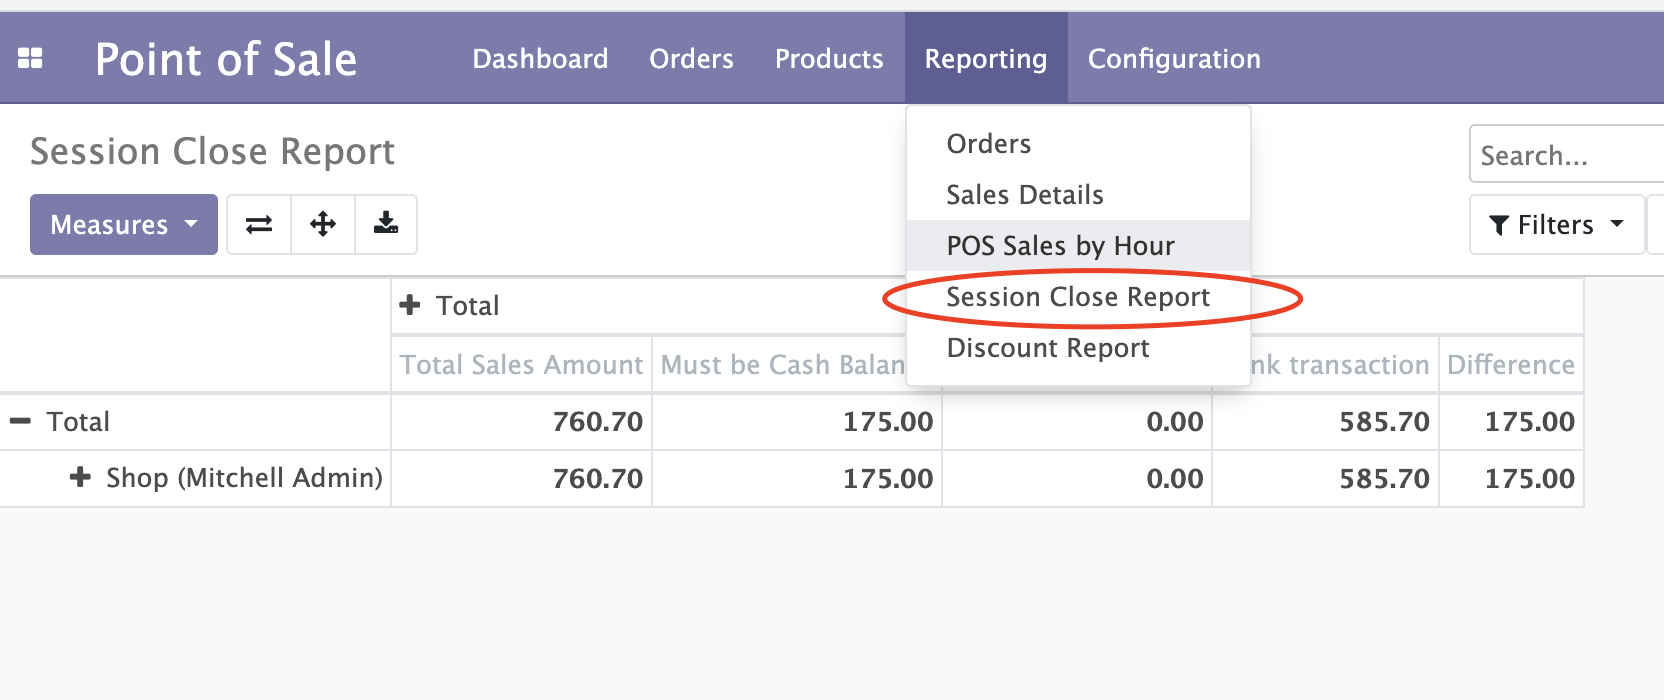 Point of Sale Dashboard Orders Products Reporting Configuration
Session Close Report
Search...
Measures
Filters
Orders
Sales Details
POS Sales by Hour
Session Close Report
Discount Report
Total
Total Sales Amount Must be Cash transaction Difference
Total 760.70 175.00 0.00 585.70 175.00
Shop (Mitchell Admin) 760.70 175.00 0.00 585.70 175.00